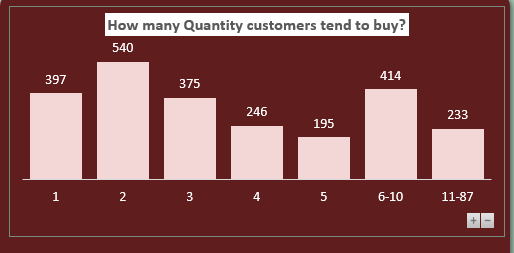 How many Quantity customers tend to buy?
397 540 375 246 195 414 233
1 2 3 4 5 6-10 11-87
+ −